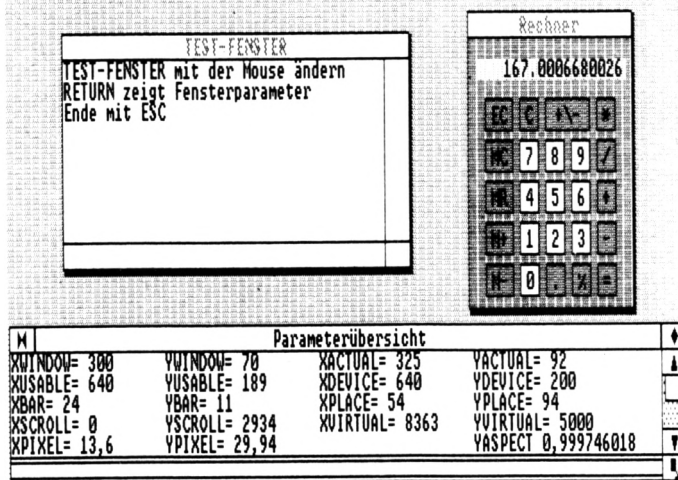 TEST-FENSTER
TEST-FENSTER mit der Mouse ändern
RETURN zeigt Fensterparameter
Ende mit ESC
Rechner
167.0006680026
EC C +\- *
MC 7 8 9 /
MR 4 5 6 +
M+ 1 2 3 -
M- 0 . % =
Parameterübersicht
XWINDOW= 300 YWINDOW= 70 XACTUAL= 325 YACTUAL= 92
XUSABLE= 640 YUSABLE= 189 XDEVICE= 640 YDEVICE= 200
XBAR= 24 YBAR= 11 XPLACE= 54 YPLACE= 94
XSCROLL= 0 YSCROLL= 2934 XVIRTUAL= 8363 YVIRTUAL= 5000
XPIXEL= 13,6 YPIXEL= 29,94 YASPECT 0,999746018